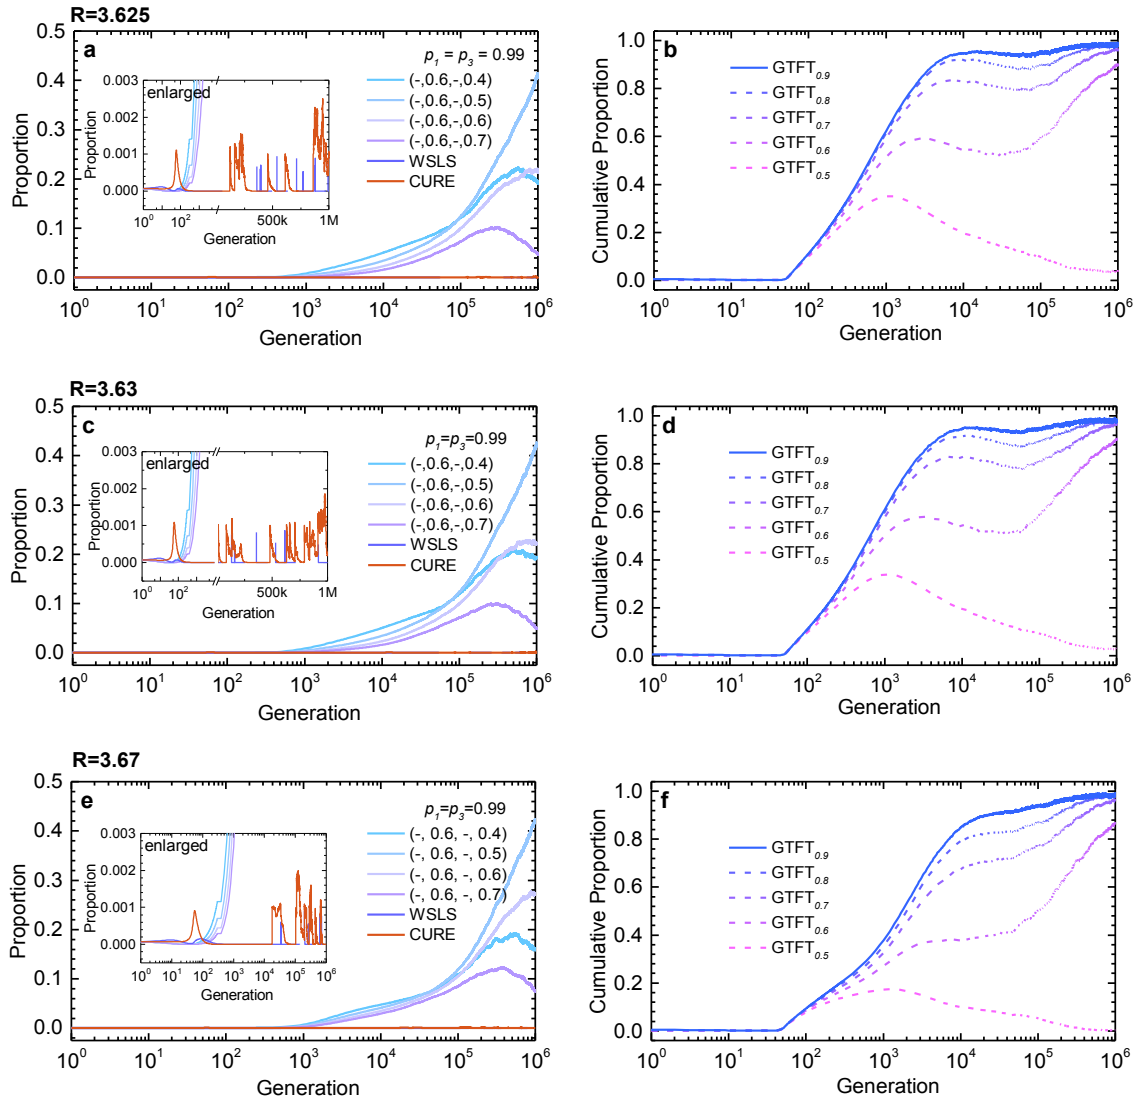 R=3.625
a
p1 = p3 = 0.99
(-,0.6,-,0.4)
(-,0.6,-,0.5)
(-,0.6,-,0.6)
(-,0.6,-,0.7)
WSLS
CURE
Proportion
0.5
0.4
0.3
0.2
0.1
0.0
10^0 10^1 10^2 10^3 10^4 10^5 10^6
Generation
enlarged
Proportion
0.003
0.002
0.001
0.000
10^0 10^2 500k 1M
Generation
b
GTFT0.9
GTFT0.8
GTFT0.7
GTFT0.6
GTFT0.5
Cumulative Proportion
1.0
0.8
0.6
0.4
0.2
0.0
10^0 10^1 10^2 10^3 10^4 10^5 10^6
Generation
R=3.63
c
p1=p3=0.99
(-,0.6,-,0.4)
(-,0.6,-,0.5)
(-,0.6,-,0.6)
(-,0.6,-,0.7)
WSLS
CURE
Proportion
0.5
0.4
0.3
0.2
0.1
0.0
10^0 10^1 10^2 10^3 10^4 10^5 10^6
Generation
enlarged
Proportion
0.003
0.002
0.001
0.000
10^0 10^2 500k 1M
Generation
d
GTFT0.9
GTFT0.8
GTFT0.7
GTFT0.6
GTFT0.5
Cumulative Proportion
1.0
0.8
0.6
0.4
0.2
0.0
10^0 10^1 10^2 10^3 10^4 10^5 10^6
Generation
R=3.67
e
p1=p3=0.99
(-, 0.6, -, 0.4)
(-, 0.6, -, 0.5)
(-, 0.6, -, 0.6)
(-, 0.6, -, 0.7)
WSLS
CURE
Proportion
0.5
0.4
0.3
0.2
0.1
0.0
10^0 10^1 10^2 10^3 10^4 10^5 10^6
Generation
enlarged
Proportion
0.003
0.002
0.001
0.000
10^0 10^1 10^2 10^3 10^4 10^5 10^6
Generation
f
GTFT0.9
GTFT0.8
GTFT0.7
GTFT0.6
GTFT0.5
Cumulative Proportion
1.0
0.8
0.6
0.4
0.2
0.0
10^0 10^1 10^2 10^3 10^4 10^5 10^6
Generation